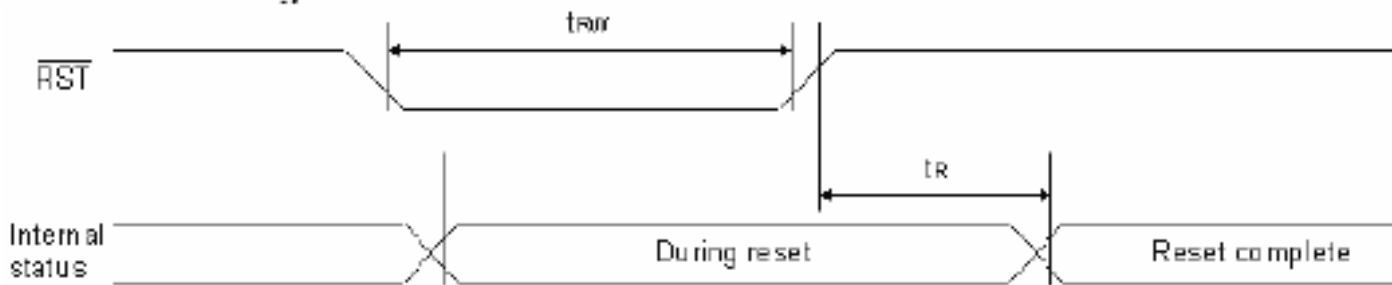 tRW
RST
tR
Internal
status
During reset
Reset complete